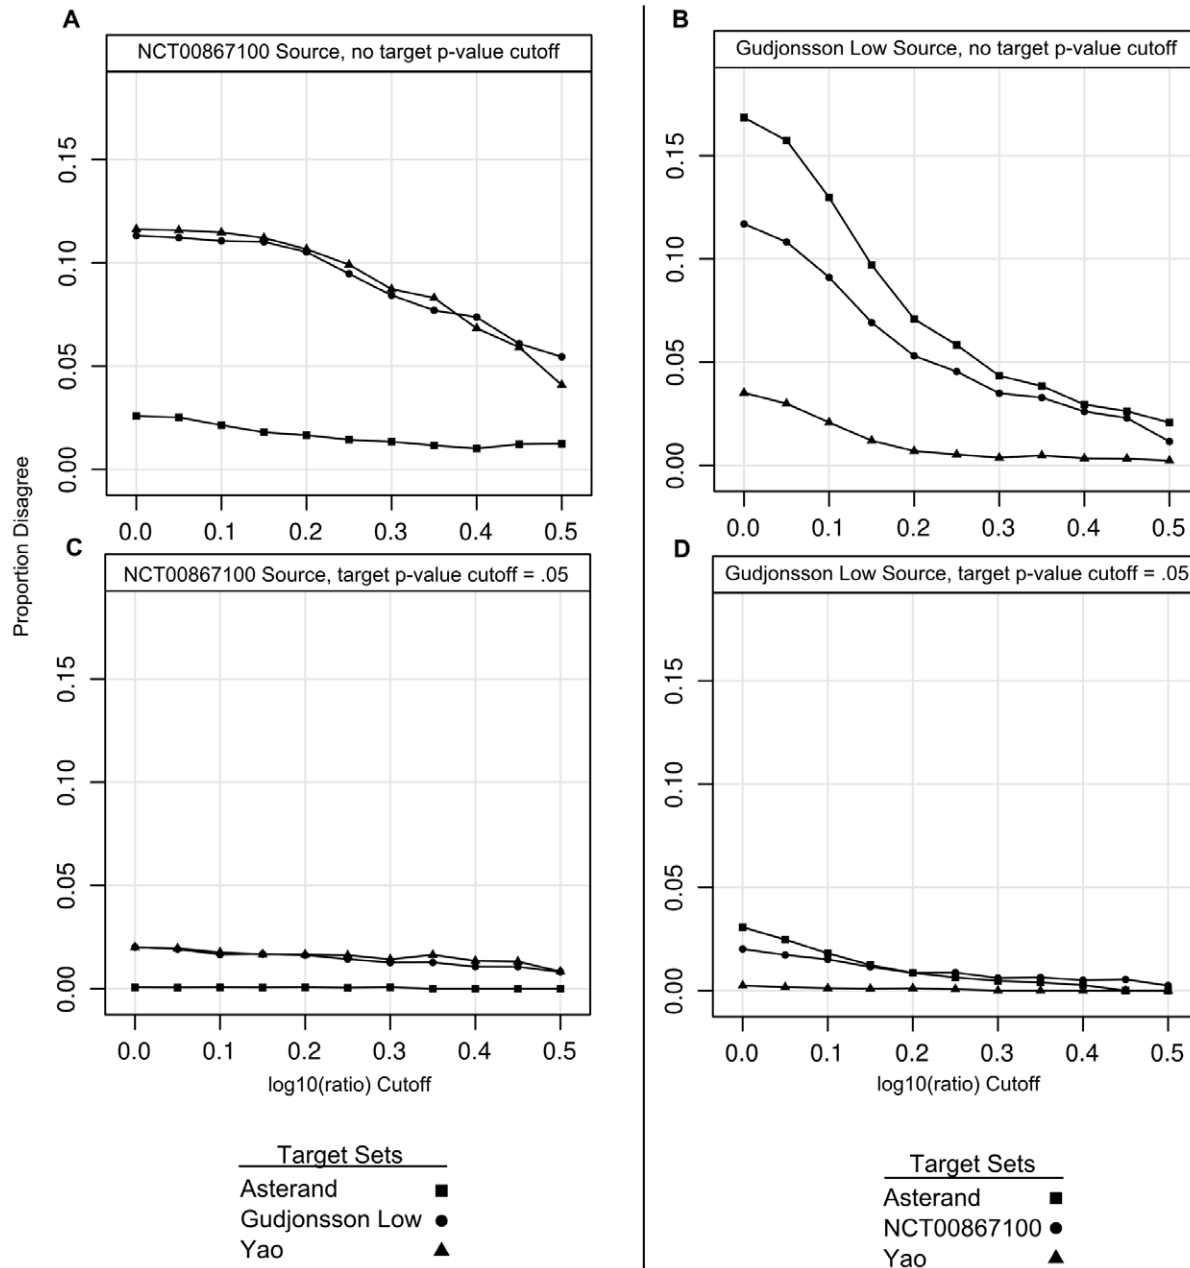 A
NCT00867100 Source, no target p-value cutoff
0.15
0.10
0.05
0.00
0.0 0.1 0.2 0.3 0.4 0.5
B
Gudjonsson Low Source, no target p-value cutoff
0.15
0.10
0.05
0.00
0.0 0.1 0.2 0.3 0.4 0.5
Proportion Disagree
C
NCT00867100 Source, target p-value cutoff = .05
0.15
0.10
0.05
0.00
0.0 0.1 0.2 0.3 0.4 0.5
log10(ratio) Cutoff
D
Gudjonsson Low Source, target p-value cutoff = .05
0.15
0.10
0.05
0.00
0.0 0.1 0.2 0.3 0.4 0.5
log10(ratio) Cutoff
Target Sets
Asterand
Gudjonsson Low
Yao
Target Sets
Asterand
NCT00867100
Yao